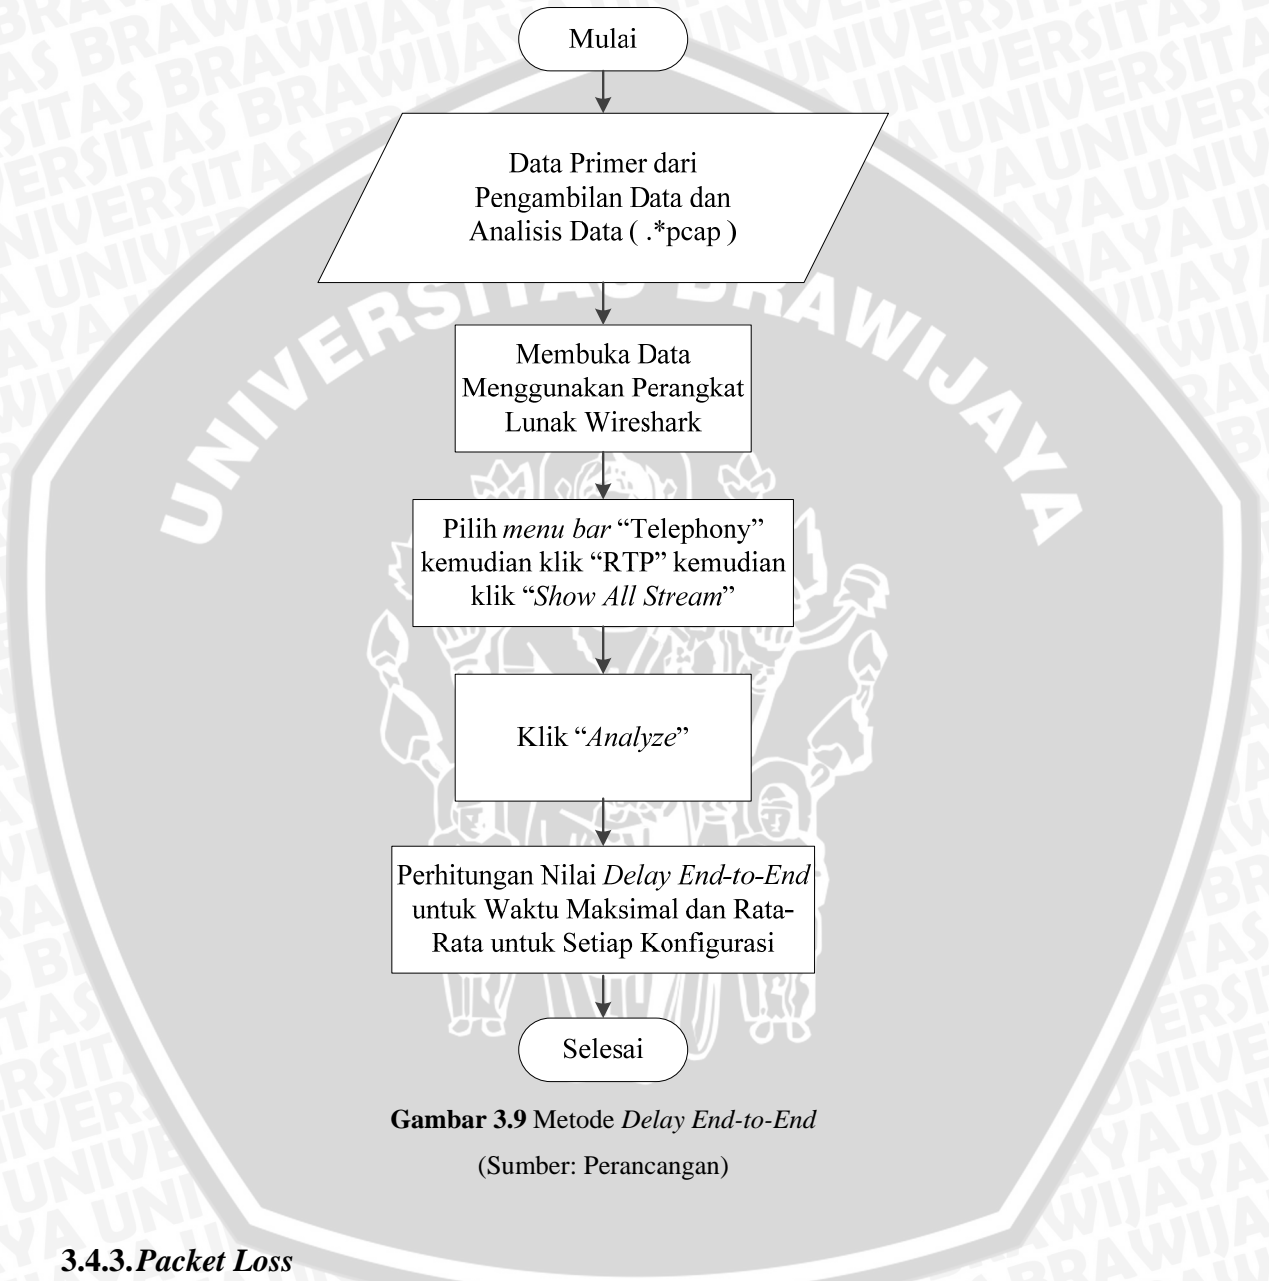 Mulai
Data Primer dari
Pengambilan Data dan
Analisis Data ( .*pcap )
UNIVERSITAS BRAWIJAYA
Membuka Data
Menggunakan Perangkat
Lunak Wireshark
Pilih menu bar “Telephony”
kemudian klik “RTP” kemudian
klik “Show All Stream”
Klik “Analyze”
Perhitungan Nilai Delay End-to-End
untuk Waktu Maksimal dan Rata-
Rata untuk Setiap Konfigurasi
Selesai
Gambar 3.9 Metode Delay End-to-End
(Sumber: Perancangan)
3.4.3.Packet Loss